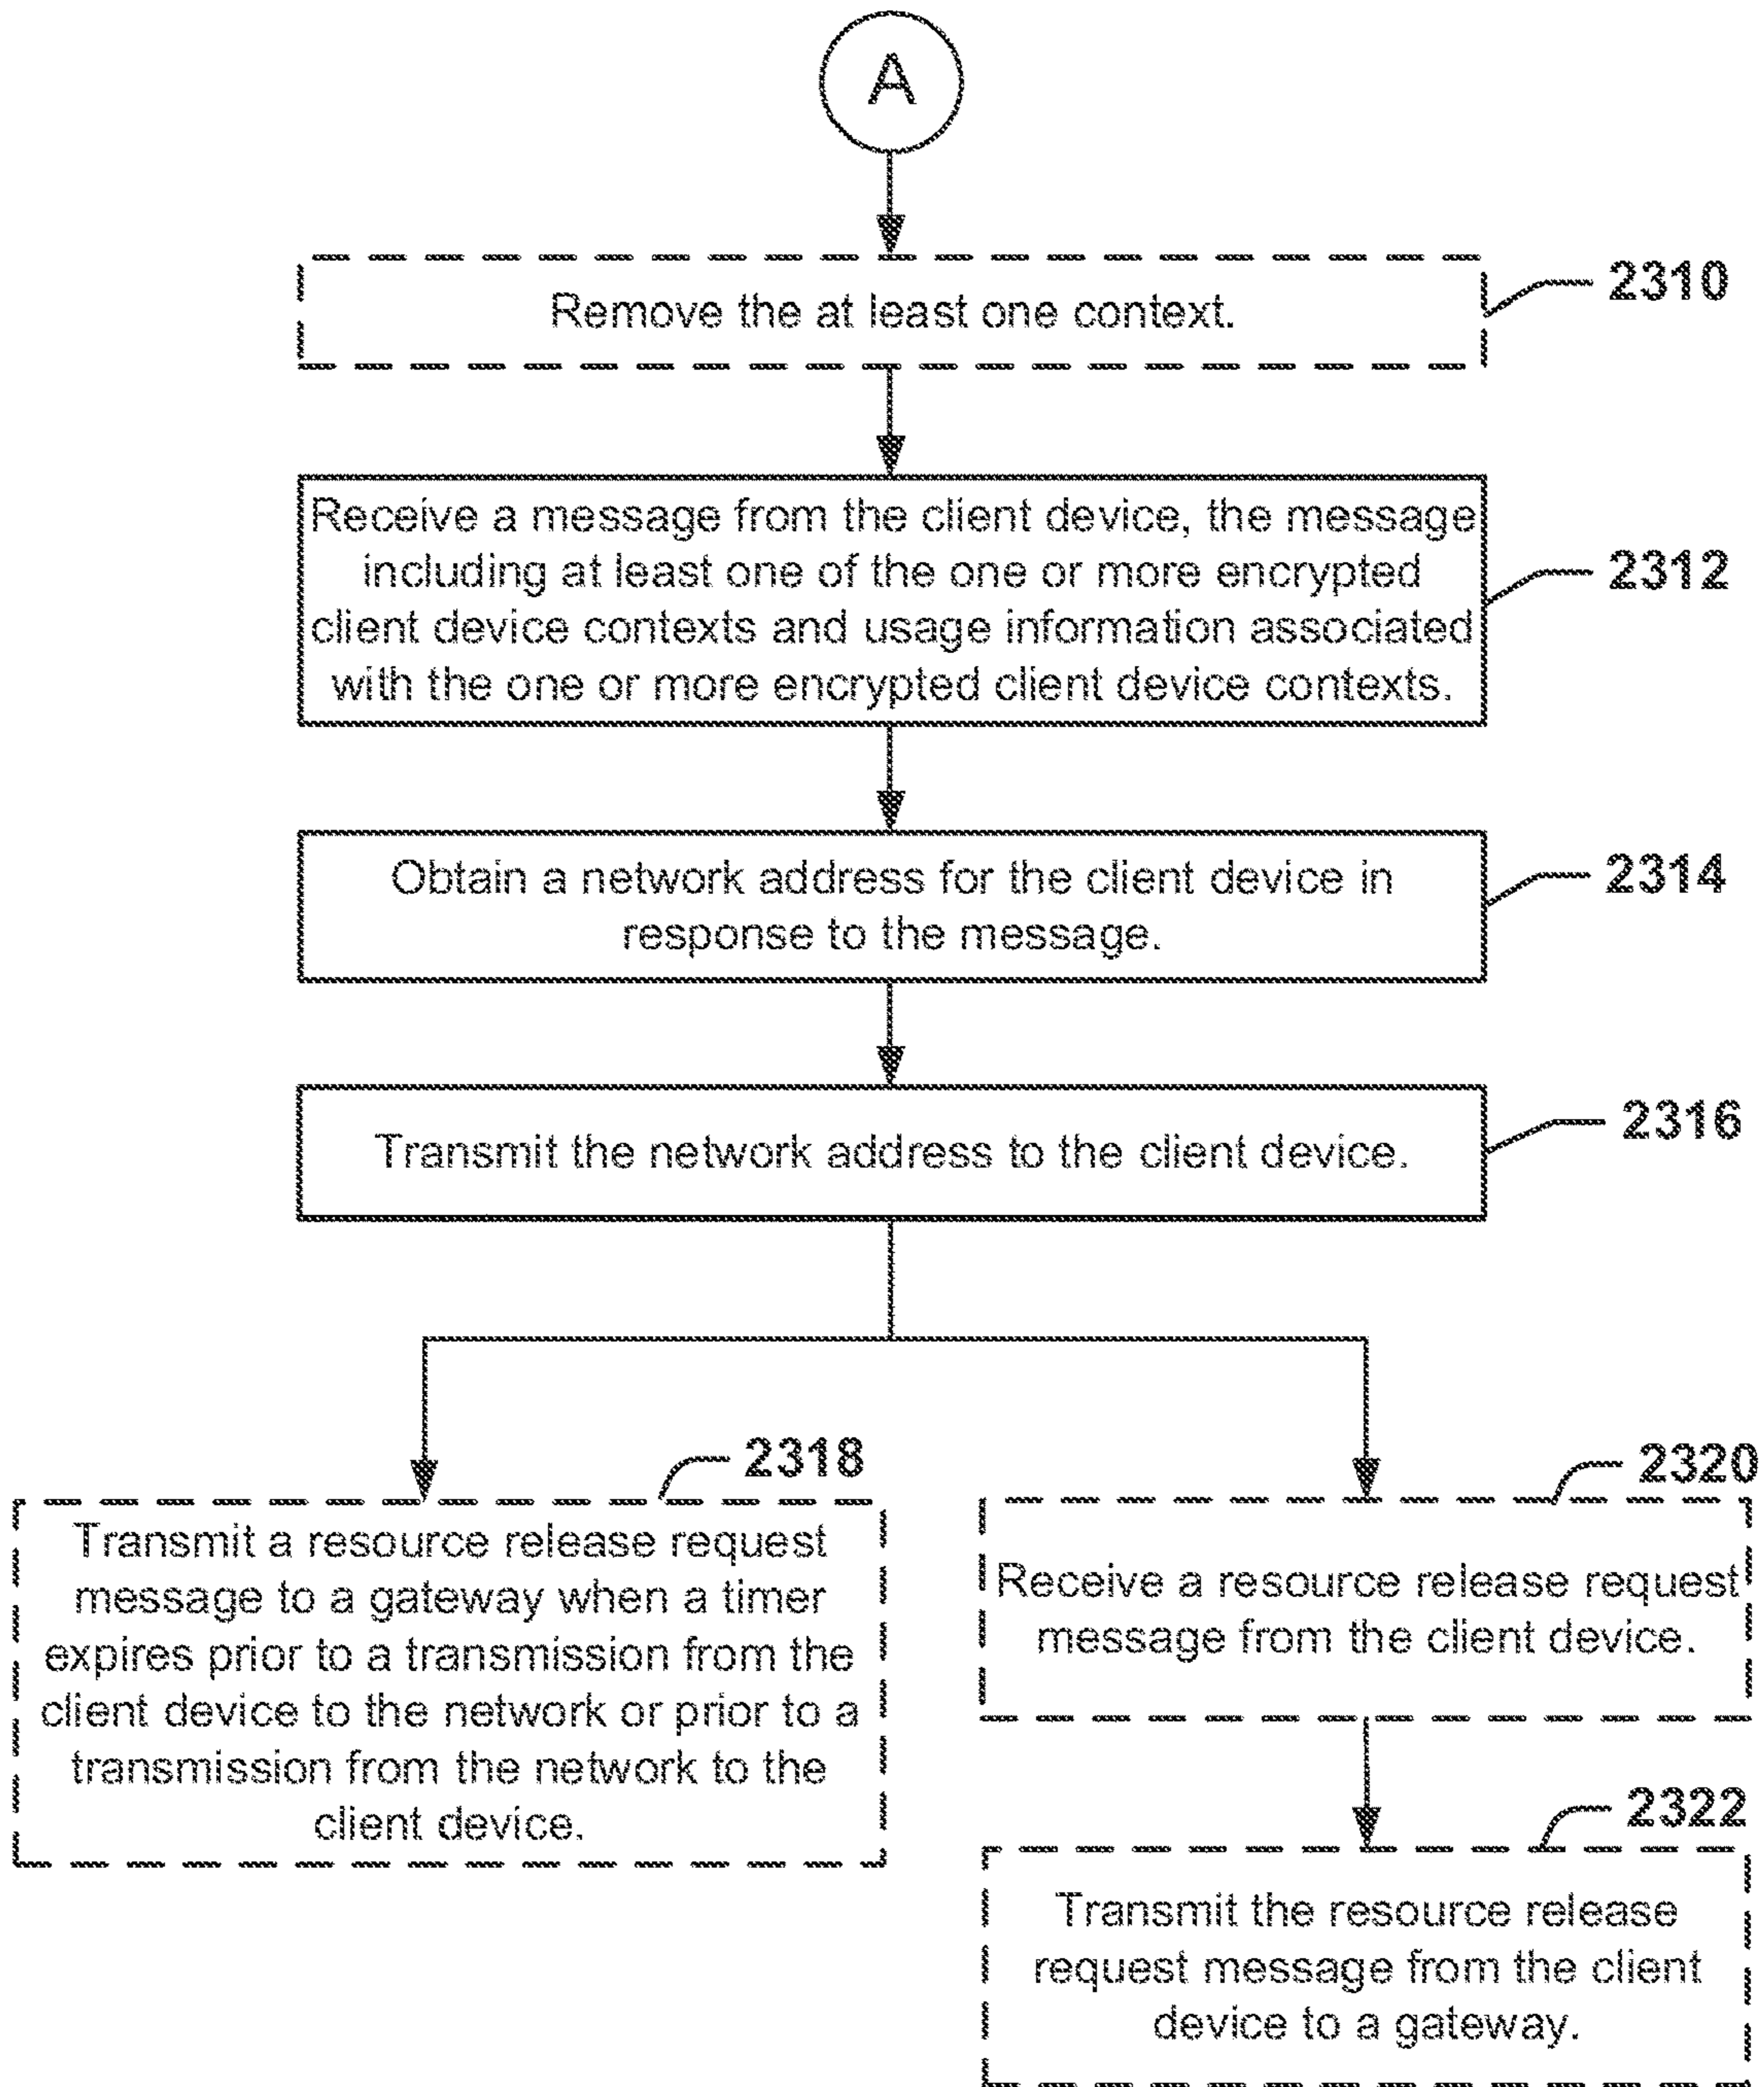 A
Remove the at least one context.
2310
Receive a message from the client device, the message
including at least one of the one or more encrypted
client device contexts and usage information associated
with the one or more encrypted client device contexts.
2312
Obtain a network address for the client device in
response to the message.
2314
Transmit the network address to the client device.
2316
2318
Transmit a resource release request
message to a gateway when a timer
expires prior to a transmission from the
client device to the network or prior to a
transmission from the network to the
client device.
2320
Receive a resource release request
message from the client device.
2322
Transmit the resource release
request message from the client
device to a gateway.